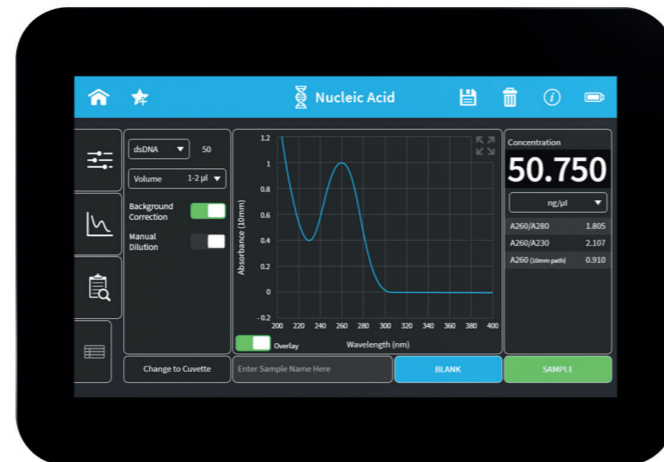 Nucleic Acid
dsDNA 50
Volume 1-2 µl
Background
Correction
Manual
Dilution
Absorbance (10mm)
1.2
1
0.8
0.6
0.4
0.2
0
-0.2
200 220 240 260 280 300 320 340 360 380 400
Overlay Wavelength (nm)
Concentration
50.750
ng/µl
A260/A280 1.805
A260/A230 2.107
A260 (10mm path) 0.910
Change to Cuvette
Enter Sample Name Here
BLANK
SAMPLE